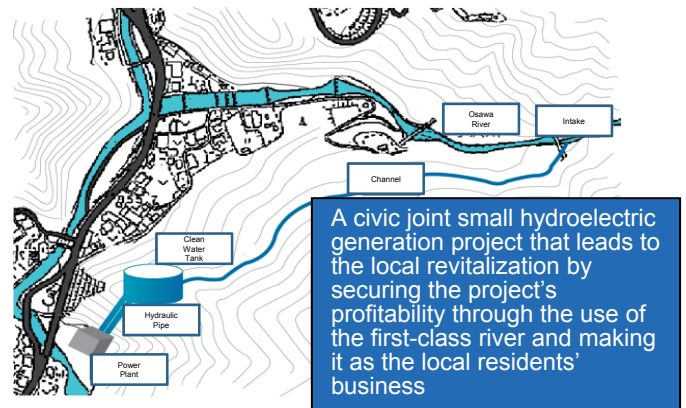 Osawa
River
Intake
Channel
Clean
Water
Tank
Hydraulic
Pipe
Power
Plant
A civic joint small hydroelectric
generation project that leads to
the local revitalization by
securing the project's
profitability through the use of
the first-class river and making
it as the local residents'
business